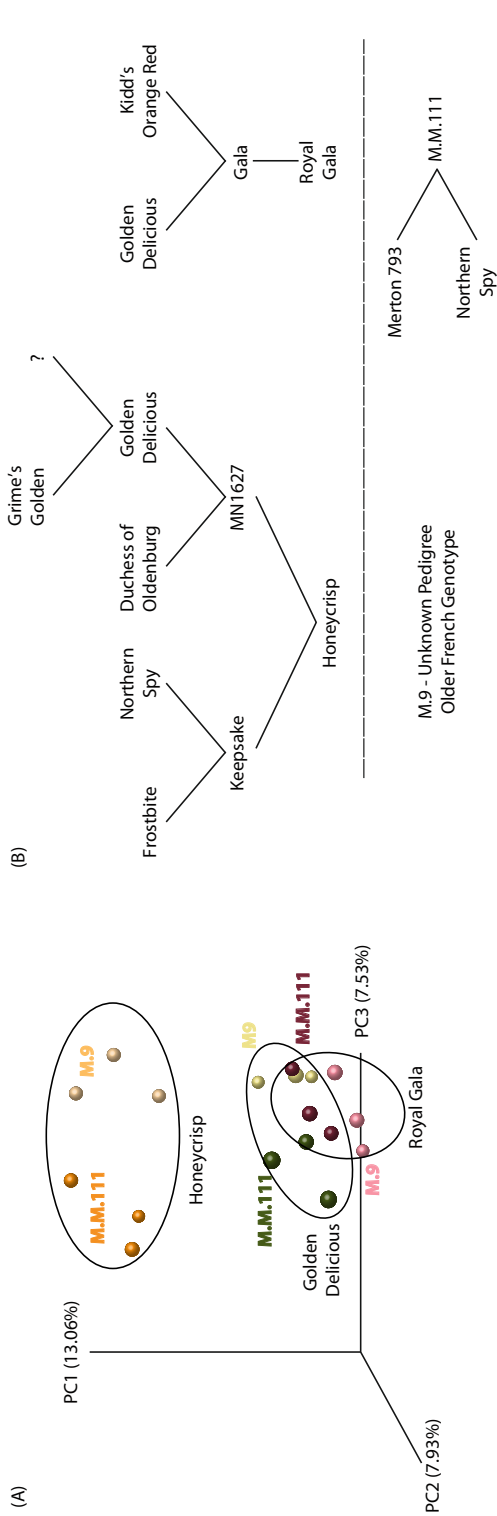 (A)
PC1 (13.06%)
PC2 (7.93%)
PC3 (7.53%)
M.M.111
M.9
Honeycrisp
M.M.111
M9
M.M.111
Golden
Delicious
M.9
Royal Gala
(B)
Grime's
Golden
?
Frostbite
Northern
Spy
Duchess of
Oldenburg
Golden
Delicious
Golden
Delicious
Kidd's
Orange Red
Keepsake
MN1627
Gala
Honeycrisp
Royal
Gala
M.9 - Unknown Pedigree
Older French Genotype
Merton 793
M.M.111
Northern
Spy